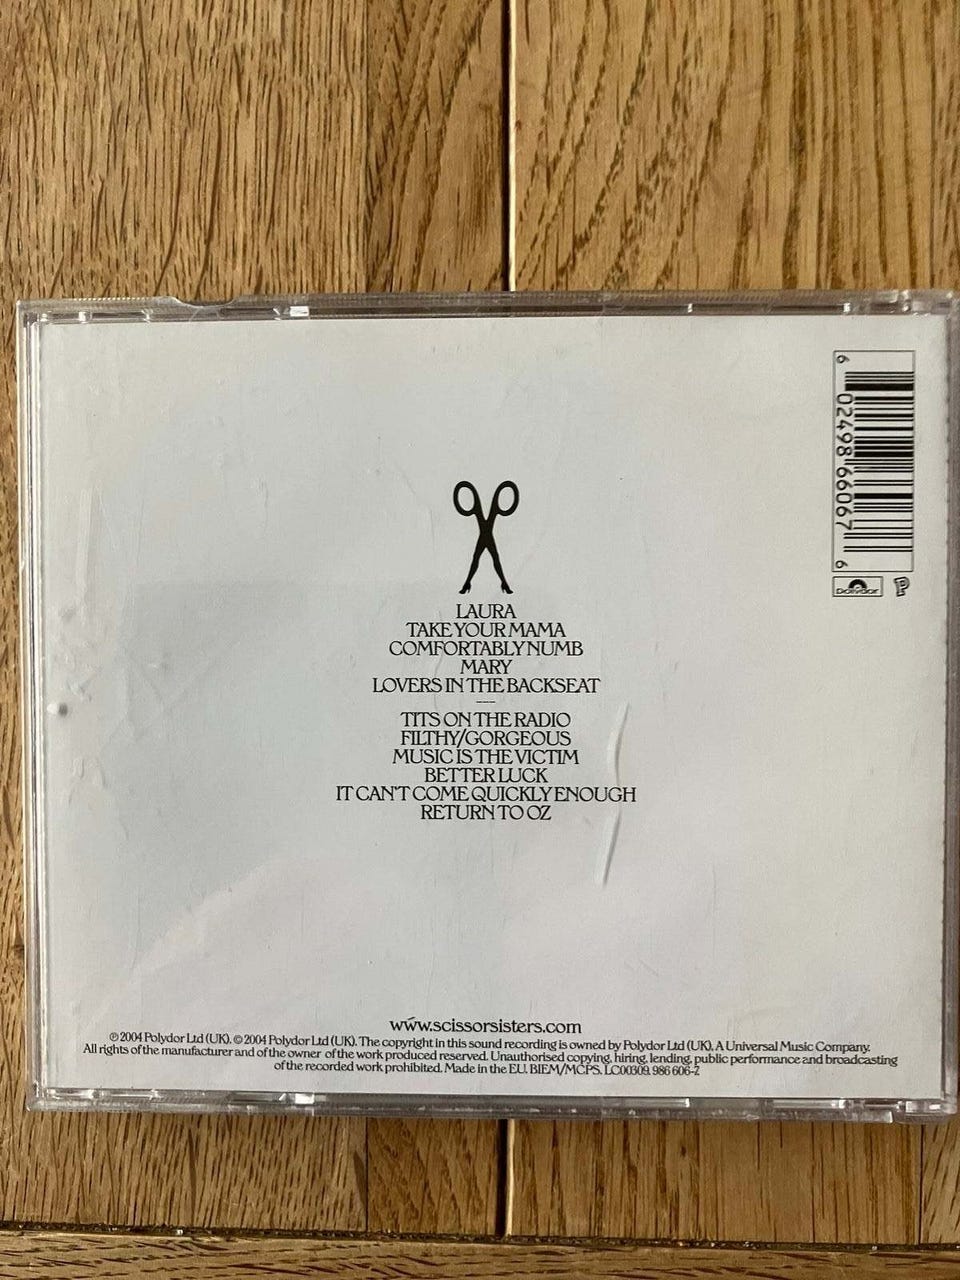 LAURA
TAKE YOUR MAMA
COMFORTABLY NUMB
MARY
LOVERS IN THE BACKSEAT
TITS ON THE RADIO
FILTHY/GORGEOUS
MUSIC IS THE VICTIM
BETTER LUCK
IT CAN'T COME QUICKLY ENOUGH
RETURN TO OZ
6 02498 66067 6
Polydor
P
www.scissorsisters.com
℗ 2004 Polydor Ltd (UK). © 2004 Polydor Ltd (UK). The copyright in this sound recording is owned by Polydor Ltd (UK). A Universal Music Company.
All rights of the manufacturer and of the owner of the work produced reserved. Unauthorised copying, hiring, lending, public performance and broadcasting
of the recorded work prohibited. Made in the EU. BIEM/MCPS. LC00309. 986 606-2